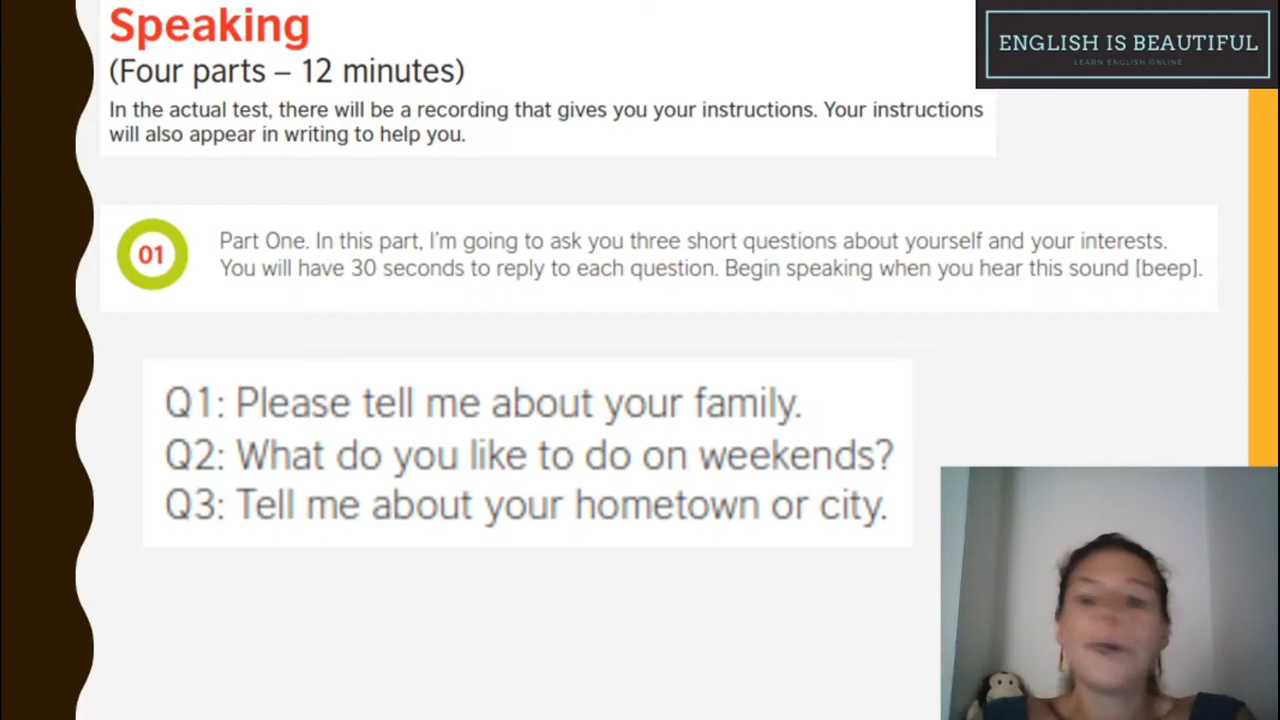 Speaking
(Four parts – 12 minutes)
In the actual test, there will be a recording that gives you your instructions. Your instructions
will also appear in writing to help you.
ENGLISH IS BEAUTIFUL
LEARN ENGLISH ONLINE
01
Part One. In this part, I'm going to ask you three short questions about yourself and your interests.
You will have 30 seconds to reply to each question. Begin speaking when you hear this sound [beep].
Q1: Please tell me about your family.
Q2: What do you like to do on weekends?
Q3: Tell me about your hometown or city.